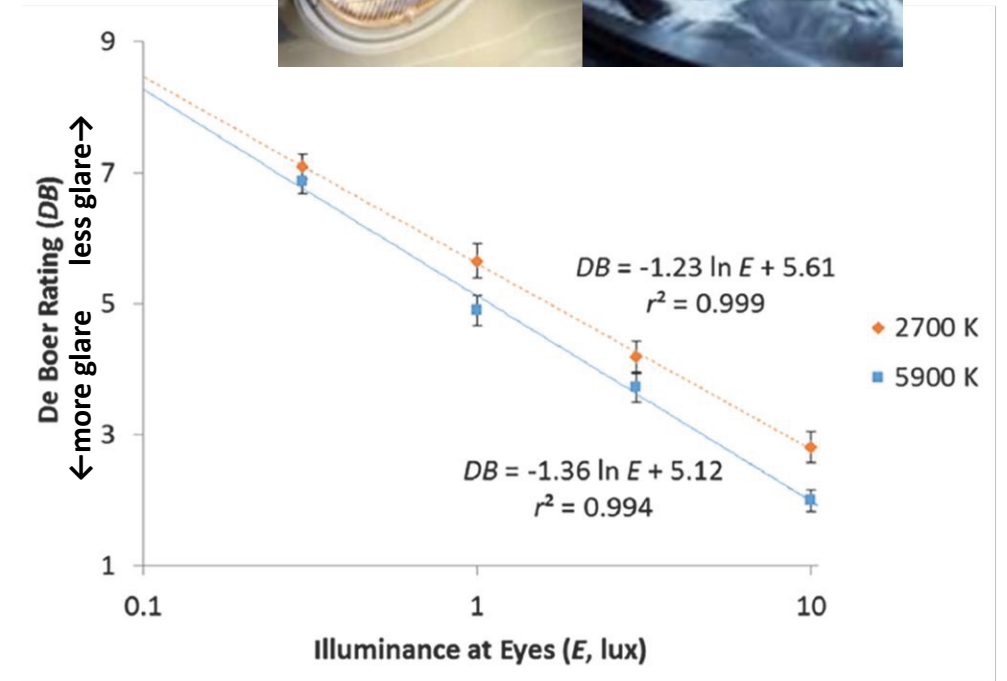 9
7
5
3
1
De Boer Rating (DB)
←more glare less glare→
DB = -1.23 ln E + 5.61
r² = 0.999
2700 K
5900 K
DB = -1.36 ln E + 5.12
r² = 0.994
0.1 1 10
Illuminance at Eyes (E, lux)